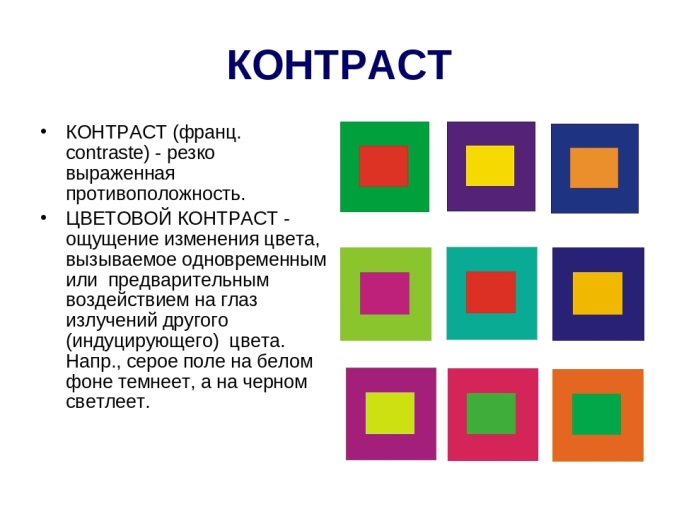 КОНТРАСТ
• КОНТРАСТ (франц.
contraste) - резко
выраженная
противоположность.
• ЦВЕТОВОЙ КОНТРАСТ -
ощущение изменения цвета,
вызываемое одновременным
или предварительным
воздействием на глаз
излучений другого
(индуцирующего) цвета.
Напр., серое поле на белом
фоне темнеет, а на черном
светлеет.